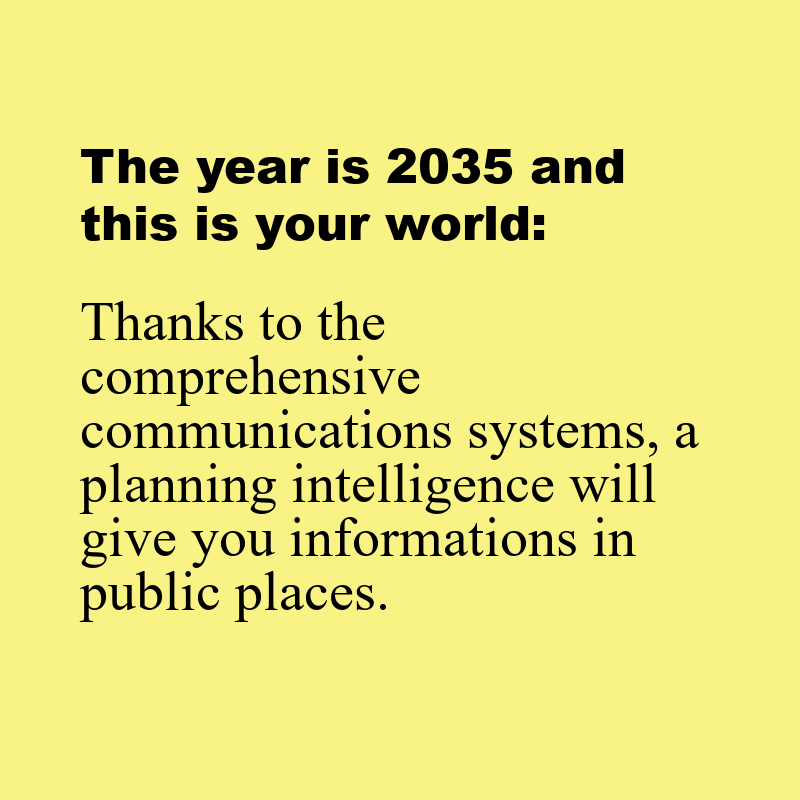 The year is 2035 and
this is your world:
Thanks to the
comprehensive
communications systems, a
planning intelligence will
give you informations in
public places.